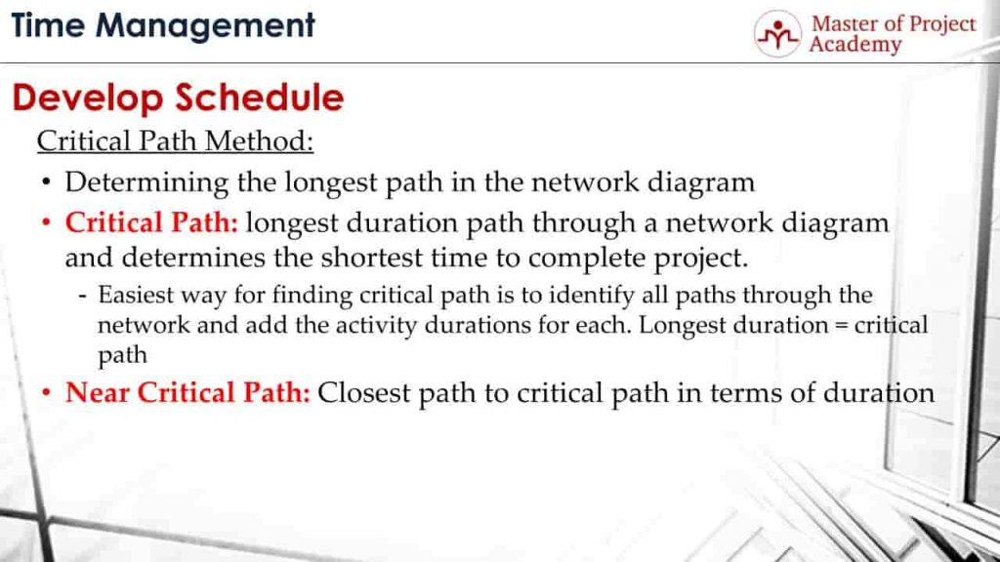 Time Management
Master of Project
Academy
Develop Schedule
Critical Path Method:
• Determining the longest path in the network diagram
• Critical Path: longest duration path through a network diagram
and determines the shortest time to complete project.
- Easiest way for finding critical path is to identify all paths through the
network and add the activity durations for each. Longest duration = critical
path
• Near Critical Path: Closest path to critical path in terms of duration